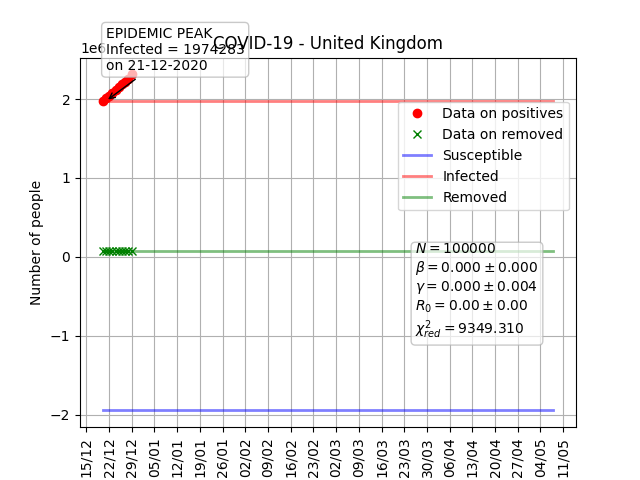 COVID-19 - United Kingdom
EPIDEMIC PEAK
Infected = 1974283
on 21-12-2020
1e6
Number of people
2
1
0
−1
−2
Data on positives
Data on removed
Susceptible
Infected
Removed
N = 100000
β = 0.000 ± 0.000
γ = 0.000 ± 0.004
R₀ = 0.00 ± 0.00
χ²red = 9349.310
15/12
22/12
29/12
05/01
12/01
19/01
26/01
02/02
09/02
16/02
23/02
02/03
09/03
16/03
23/03
30/03
06/04
13/04
20/04
27/04
04/05
11/05